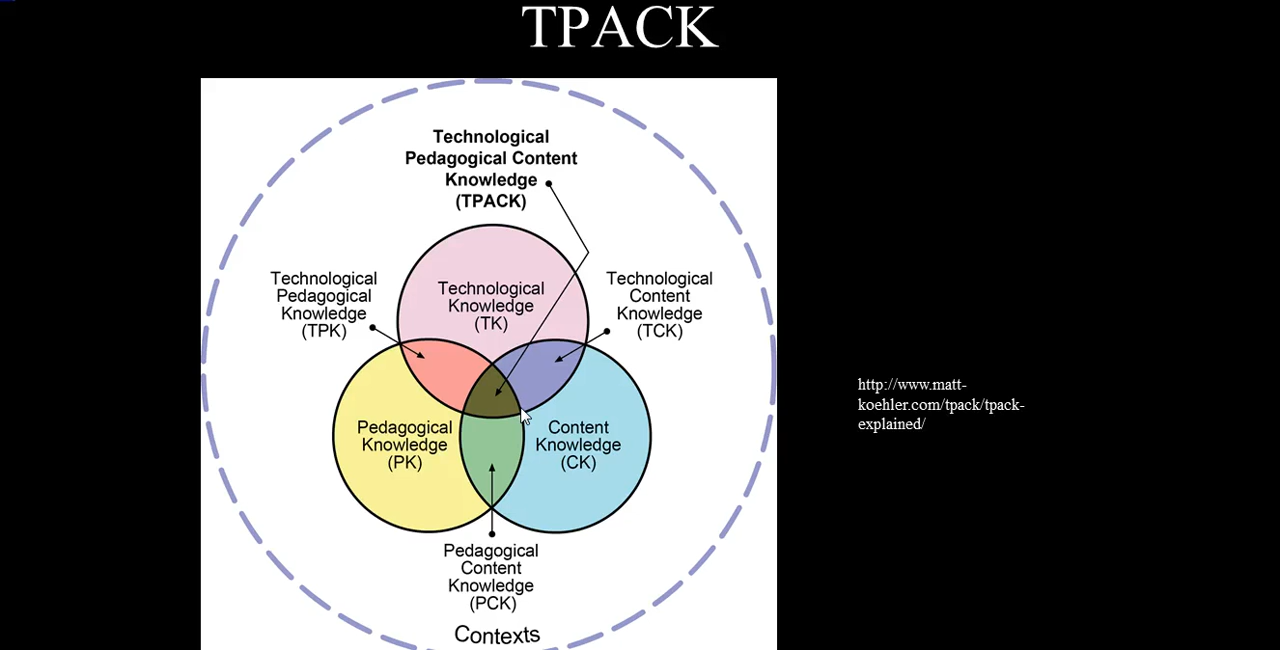 TPACK
Technological
Pedagogical Content
Knowledge
(TPACK)
Technological
Pedagogical
Knowledge
(TPK)
Technological
Knowledge
(TK)
Technological
Content
Knowledge
(TCK)
Pedagogical
Knowledge
(PK)
Content
Knowledge
(CK)
Pedagogical
Content
Knowledge
(PCK)
Contexts
http://www.matt-
koehler.com/tpack/tpack-
explained/